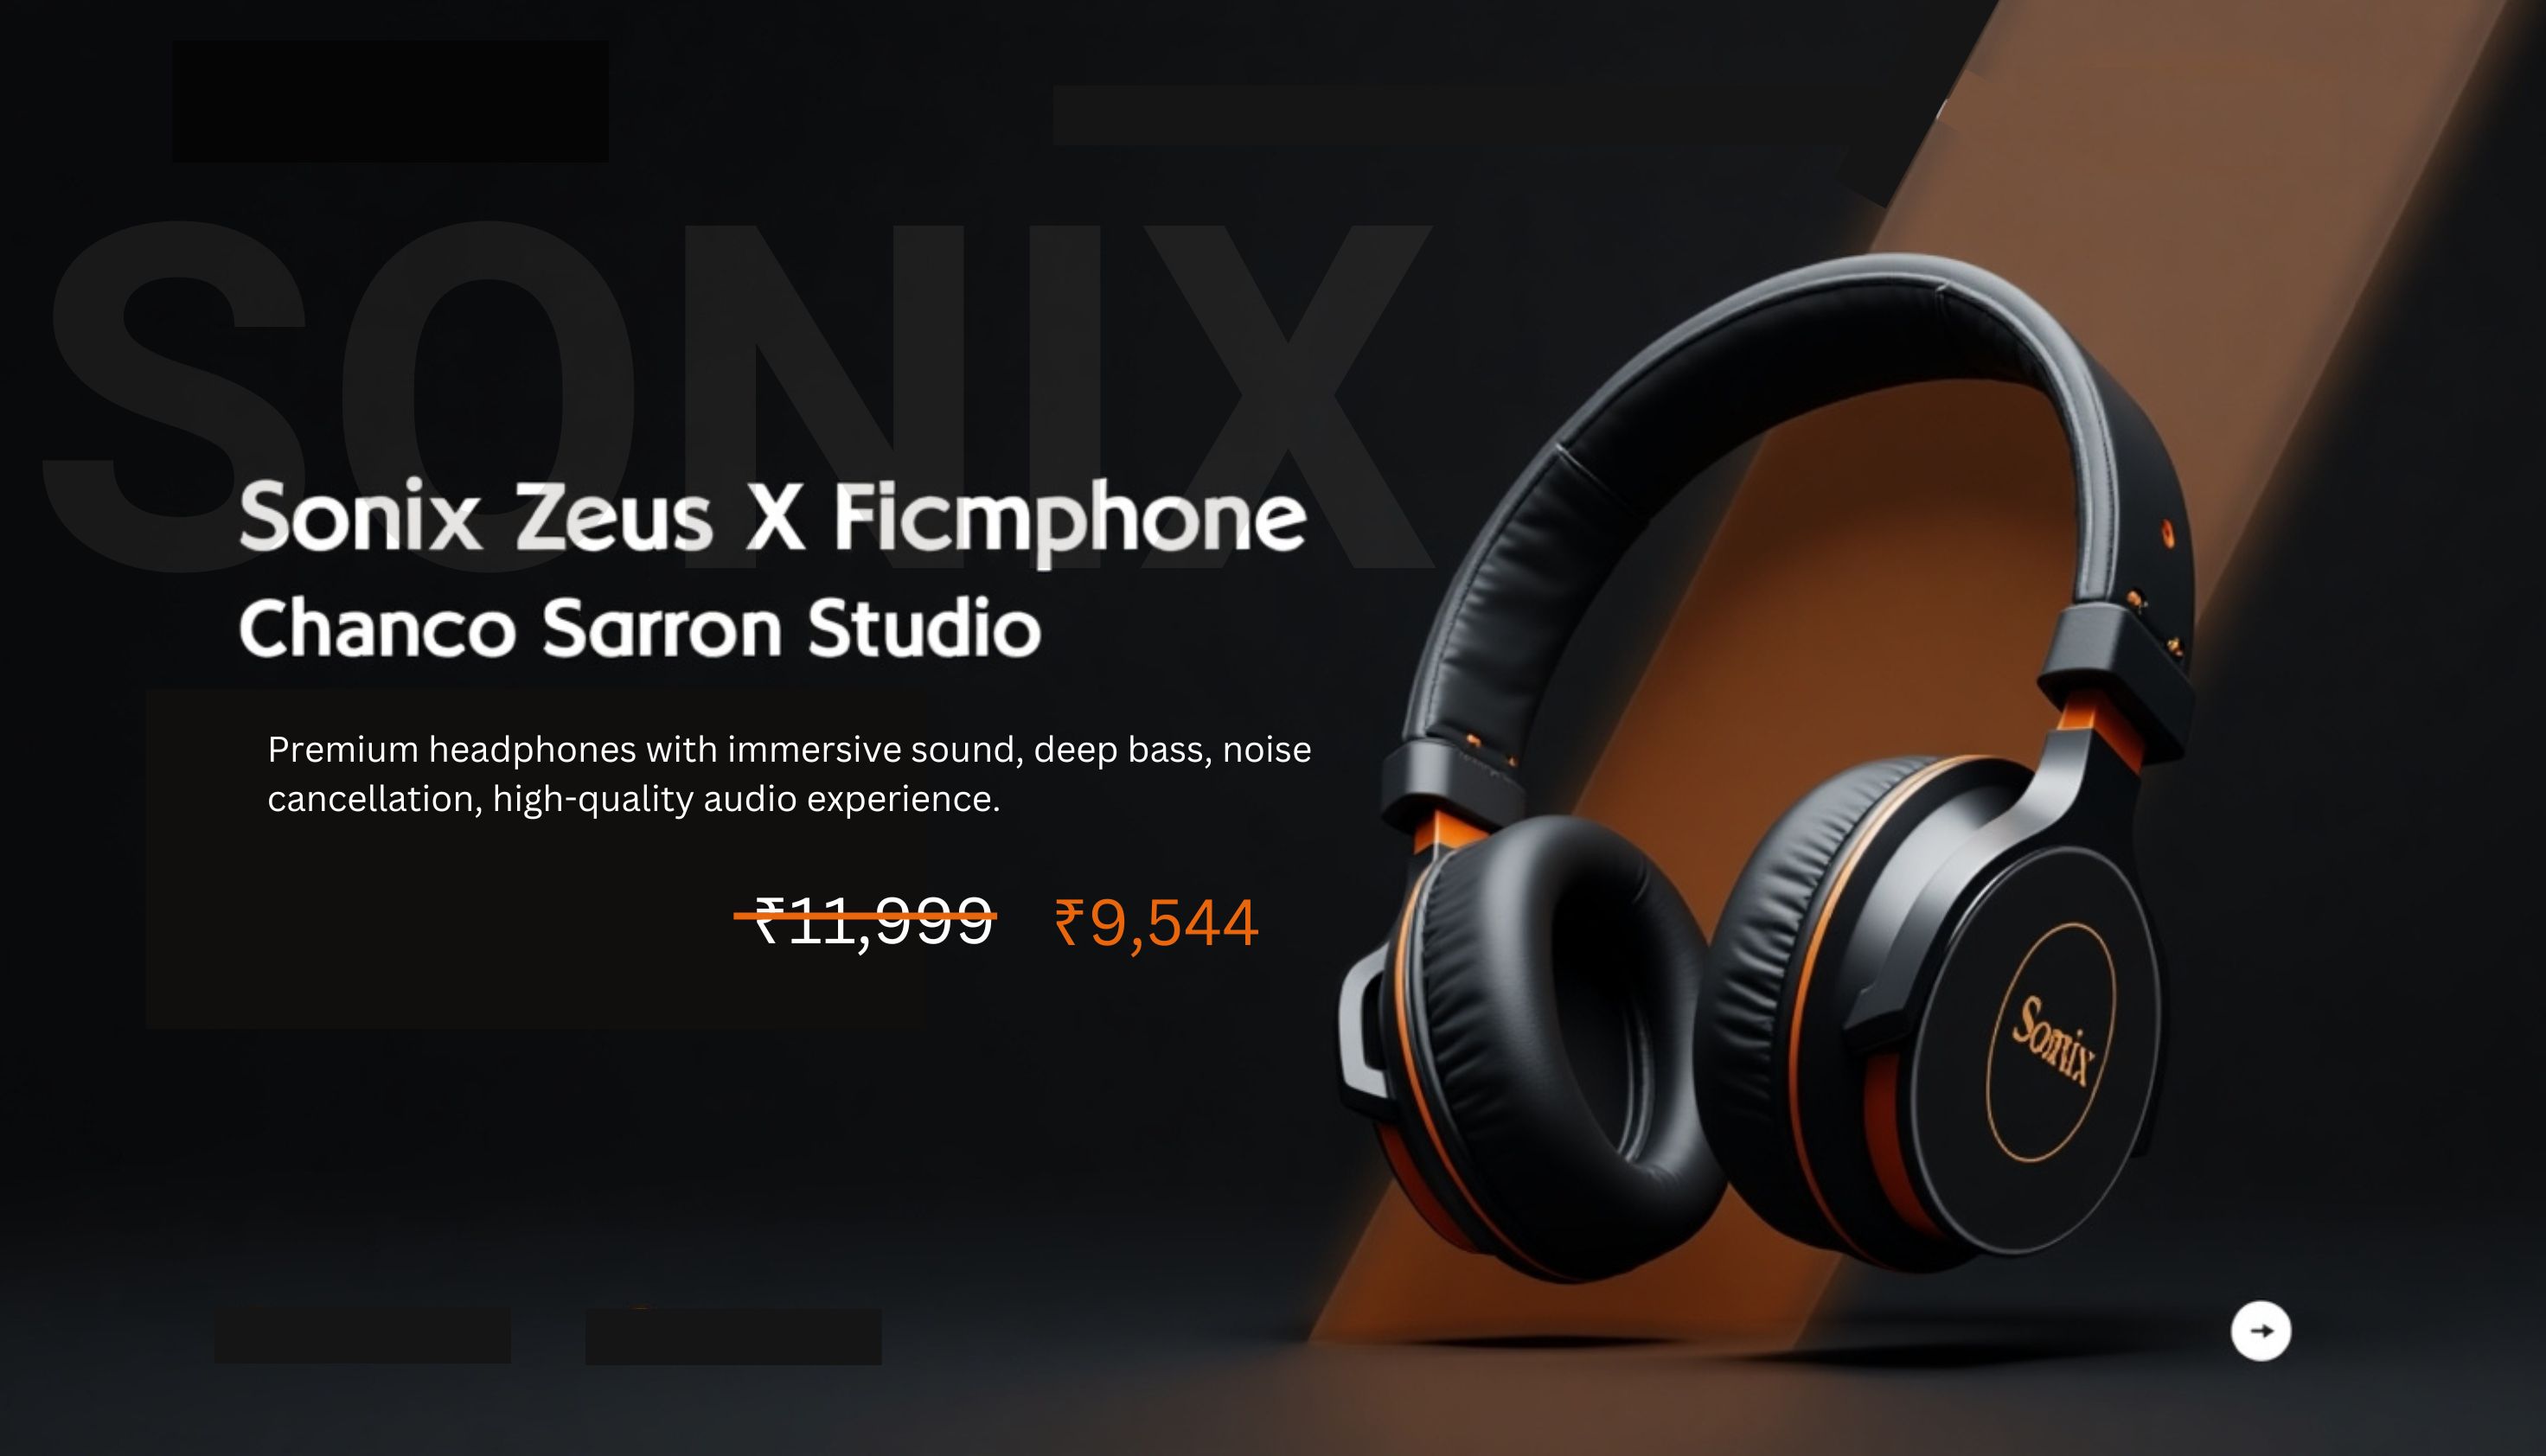 SONIX
Sonix Zeus X Ficmphone
Chanco Sarron Studio
Premium headphones with immersive sound, deep bass, noise
cancellation, high-quality audio experience.
₹11,999 ₹9,544
Sonix